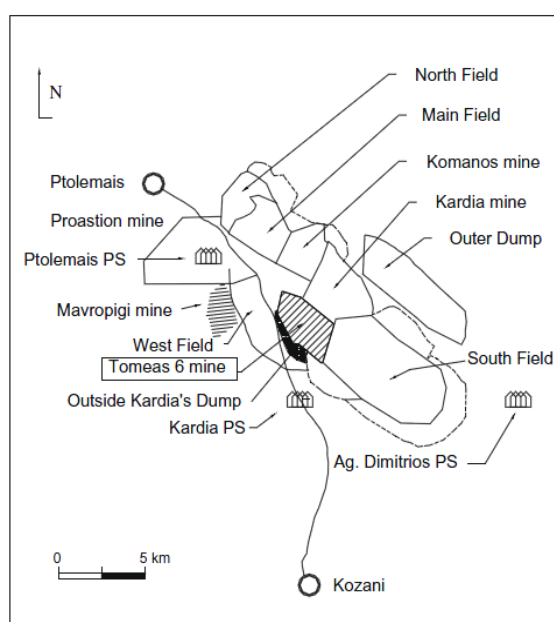 North Field
N
Main Field
Komanos mine
Ptolemais
Kardia mine
Proastion mine
Outer Dump
Ptolemais PS
Mavropigi mine
West Field
South Field
Tomeas 6 mine
Outside Kardia's Dump
Kardia PS
Ag. Dimitrios PS
0 5 km
Kozani